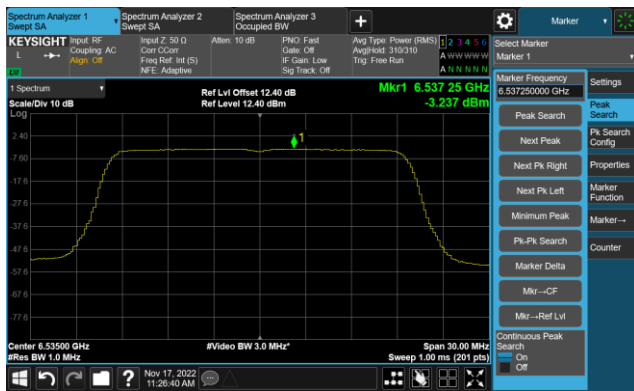 Spectrum Analyzer 1
Swept SA
Spectrum Analyzer 2
Swept SA
Spectrum Analyzer 3
Occupied BW
+
Marker
KEYSIGHT
L
Input: RF
Coupling: AC
Align: Off
Input Z: 50 Ω
Corr CCorr
Freq Ref: Int (S)
NFE: Adaptive
Atten: 10 dB
PNO: Fast
Gate: Off
IF Gain: Low
Sig Track: Off
Avg Type: Power (RMS)
Avg|Hold: 310/310
Trig: Free Run
1 2 3 4 5 6
A W W W W W
A N N N N N
Select Marker
Marker 1
1 Spectrum
Scale/Div 10 dB
Log
Ref Lvl Offset 12.40 dB
Ref Level 12.40 dBm
Mkr1 6.537 25 GHz
-3.237 dBm
1
2.40
-7.60
-17.6
-27.6
-37.6
-47.6
-57.6
-67.6
-77.6
Center 6.53500 GHz
#Res BW 1.0 MHz
#Video BW 3.0 MHz*
Span 30.00 MHz
Sweep 1.00 ms (201 pts)
Marker Frequency
6.537250000 GHz
Peak Search
Next Peak
Next Pk Right
Next Pk Left
Minimum Peak
Pk-Pk Search
Marker Delta
Mkr→CF
Mkr→Ref Lvl
Continuous Peak
Search
On
Off
Settings
Peak
Search
Pk Search
Config
Properties
Marker
Function
Marker→
Counter
?
Nov 17, 2022
11:26:40 AM